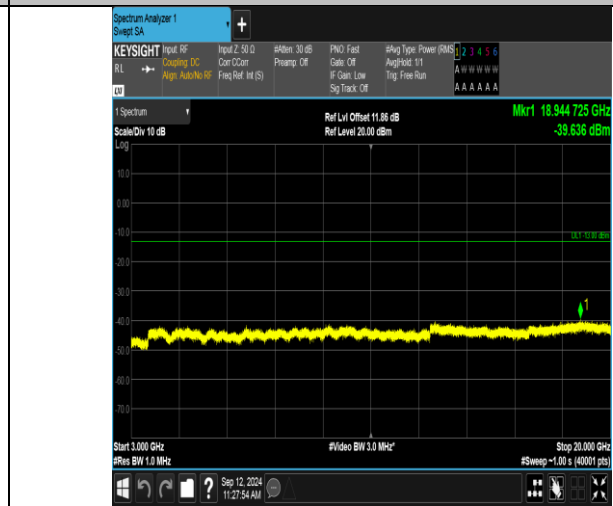 Spectrum Analyzer 1
Swept SA
+
KEYSIGHT
RL
Input: RF
Coupling: DC
Align: Auto/No RF
Input Z: 50 Ω
Corr CCorr
Freq Ref: Int (S)
#Atten: 30 dB
Preamp: Off
PNO: Fast
Gate: Off
IF Gain: Low
Sig Track: Off
#Avg Type: Power (RMS
Avg|Hold: 1/1
Trig: Free Run
1 2 3 4 5 6
A W W W W W
A A A A A A
1 Spectrum
Scale/Div 10 dB
Log
Ref Lvl Offset 11.86 dB
Ref Level 20.00 dBm
Mkr1 18.944 725 GHz
-39.636 dBm
10.0
0.00
-10.0
DL1 -13.00 dBm
-20.0
-30.0
1
-40.0
-50.0
-60.0
-70.0
Start 3.000 GHz
#Res BW 1.0 MHz
#Video BW 3.0 MHz*
Stop 20.000 GHz
#Sweep ~1.00 s (40001 pts)
?
Sep 12, 2024
11:27:54 AM